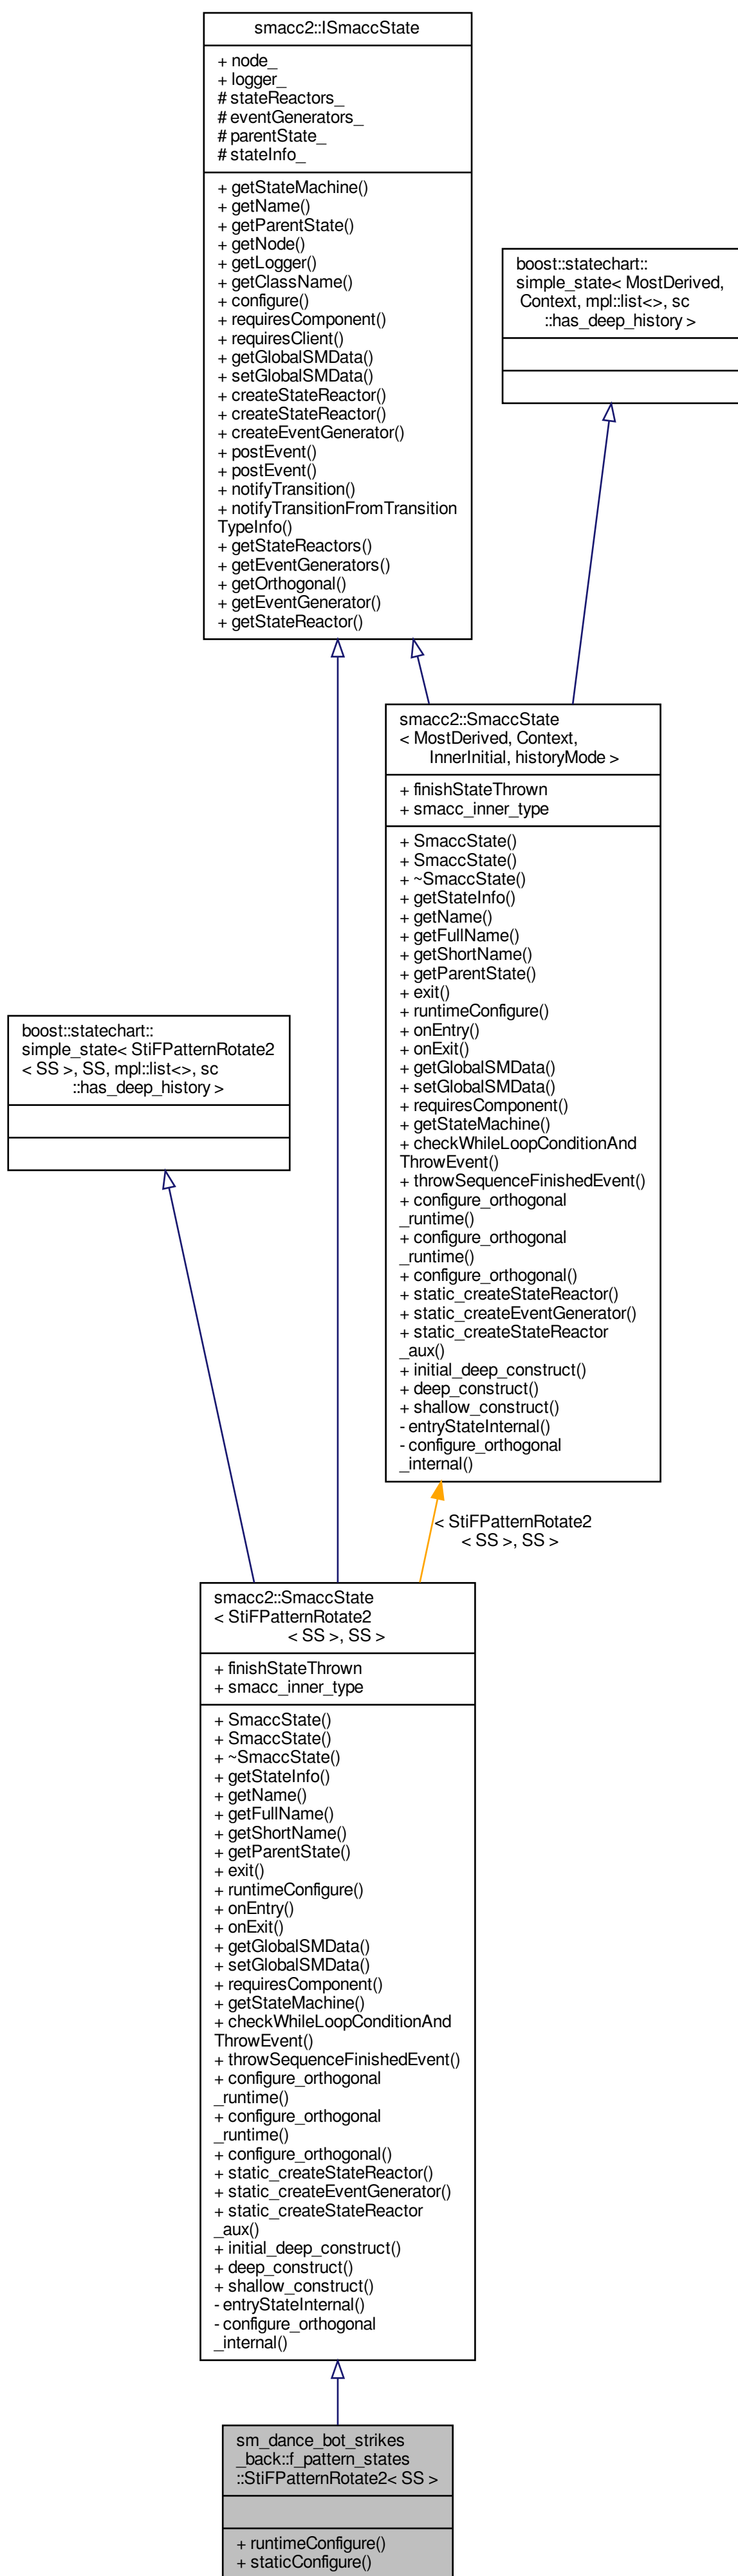 smacc2::ISmaccState
+ node_
+ logger_
# stateReactors_
# eventGenerators_
# parentState_
# stateInfo_
+ getStateMachine()
+ getName()
+ getParentState()
+ getNode()
+ getLogger()
+ getClassName()
+ configure()
+ requiresComponent()
+ requiresClient()
+ getGlobalSMData()
+ setGlobalSMData()
+ createStateReactor()
+ createStateReactor()
+ createEventGenerator()
+ postEvent()
+ postEvent()
+ notifyTransition()
+ notifyTransitionFromTransition
TypeInfo()
+ getStateReactors()
+ getEventGenerators()
+ getOrthogonal()
+ getEventGenerator()
+ getStateReactor()
boost::statechart::
simple_state< MostDerived,
Context, mpl::list<>, sc
::has_deep_history >
smacc2::SmaccState
< MostDerived, Context,
InnerInitial, historyMode >
+ finishStateThrown
+ smacc_inner_type
+ SmaccState()
+ SmaccState()
+ ~SmaccState()
+ getStateInfo()
+ getName()
+ getFullName()
+ getShortName()
+ getParentState()
+ exit()
+ runtimeConfigure()
+ onEntry()
+ onExit()
+ getGlobalSMData()
+ setGlobalSMData()
+ requiresComponent()
+ getStateMachine()
+ checkWhileLoopConditionAnd
ThrowEvent()
+ throwSequenceFinishedEvent()
+ configure_orthogonal
_runtime()
+ configure_orthogonal
_runtime()
+ configure_orthogonal()
+ static_createStateReactor()
+ static_createEventGenerator()
+ static_createStateReactor
_aux()
+ initial_deep_construct()
+ deep_construct()
+ shallow_construct()
- entryStateInternal()
- configure_orthogonal
_internal()
boost::statechart::
simple_state< StiFPatternRotate2
< SS >, SS, mpl::list<>, sc
::has_deep_history >
< StiFPatternRotate2
< SS >, SS >
smacc2::SmaccState
< StiFPatternRotate2
< SS >, SS >
+ finishStateThrown
+ smacc_inner_type
+ SmaccState()
+ SmaccState()
+ ~SmaccState()
+ getStateInfo()
+ getName()
+ getFullName()
+ getShortName()
+ getParentState()
+ exit()
+ runtimeConfigure()
+ onEntry()
+ onExit()
+ getGlobalSMData()
+ setGlobalSMData()
+ requiresComponent()
+ getStateMachine()
+ checkWhileLoopConditionAnd
ThrowEvent()
+ throwSequenceFinishedEvent()
+ configure_orthogonal
_runtime()
+ configure_orthogonal
_runtime()
+ configure_orthogonal()
+ static_createStateReactor()
+ static_createEventGenerator()
+ static_createStateReactor
_aux()
+ initial_deep_construct()
+ deep_construct()
+ shallow_construct()
- entryStateInternal()
- configure_orthogonal
_internal()
sm_dance_bot_strikes
_back::f_pattern_states
::StiFPatternRotate2< SS >
+ runtimeConfigure()
+ staticConfigure()